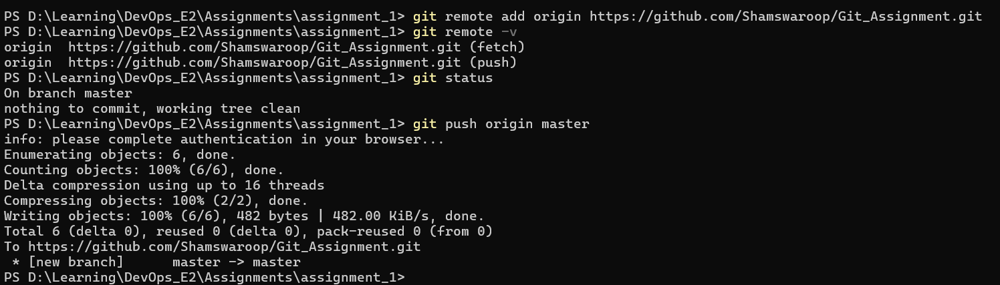 PS D:\Learning\DevOps_E2\Assignments\assignment_1> git remote add origin https://github.com/Shamswaroop/Git_Assignment.git
PS D:\Learning\DevOps_E2\Assignments\assignment_1> git remote -v
origin  https://github.com/Shamswaroop/Git_Assignment.git (fetch)
origin  https://github.com/Shamswaroop/Git_Assignment.git (push)
PS D:\Learning\DevOps_E2\Assignments\assignment_1> git status
On branch master
nothing to commit, working tree clean
PS D:\Learning\DevOps_E2\Assignments\assignment_1> git push origin master
info: please complete authentication in your browser...
Enumerating objects: 6, done.
Counting objects: 100% (6/6), done.
Delta compression using up to 16 threads
Compressing objects: 100% (2/2), done.
Writing objects: 100% (6/6), 482 bytes | 482.00 KiB/s, done.
Total 6 (delta 0), reused 0 (delta 0), pack-reused 0 (from 0)
To https://github.com/Shamswaroop/Git_Assignment.git
 * [new branch]      master -> master
PS D:\Learning\DevOps_E2\Assignments\assignment_1>